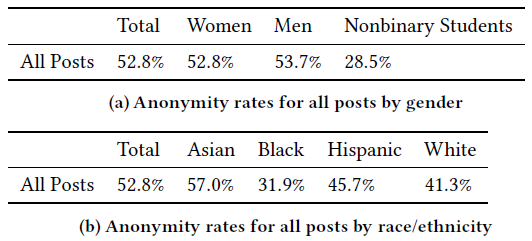 Total Women Men Nonbinary Students
All Posts 52.8% 52.8% 53.7% 28.5%
(a) Anonymity rates for all posts by gender
Total Asian Black Hispanic White
All Posts 52.8% 57.0% 31.9% 45.7% 41.3%
(b) Anonymity rates for all posts by race/ethnicity